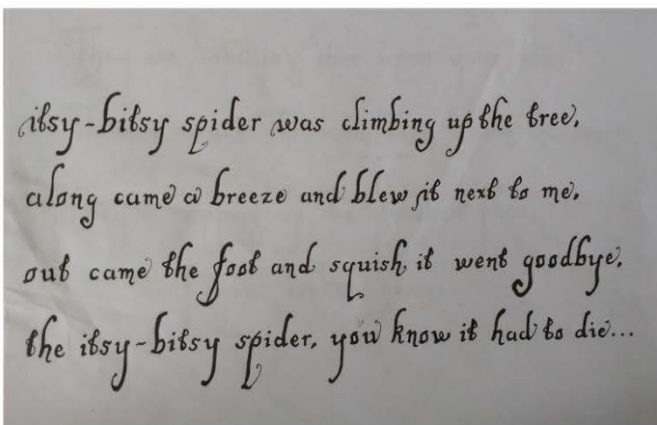 itsy-bitsy spider was climbing up the tree,
along came a breeze and blew it next to me,
out came the foot and squish, it went goodbye,
the itsy-bitsy spider, you know it had to die...